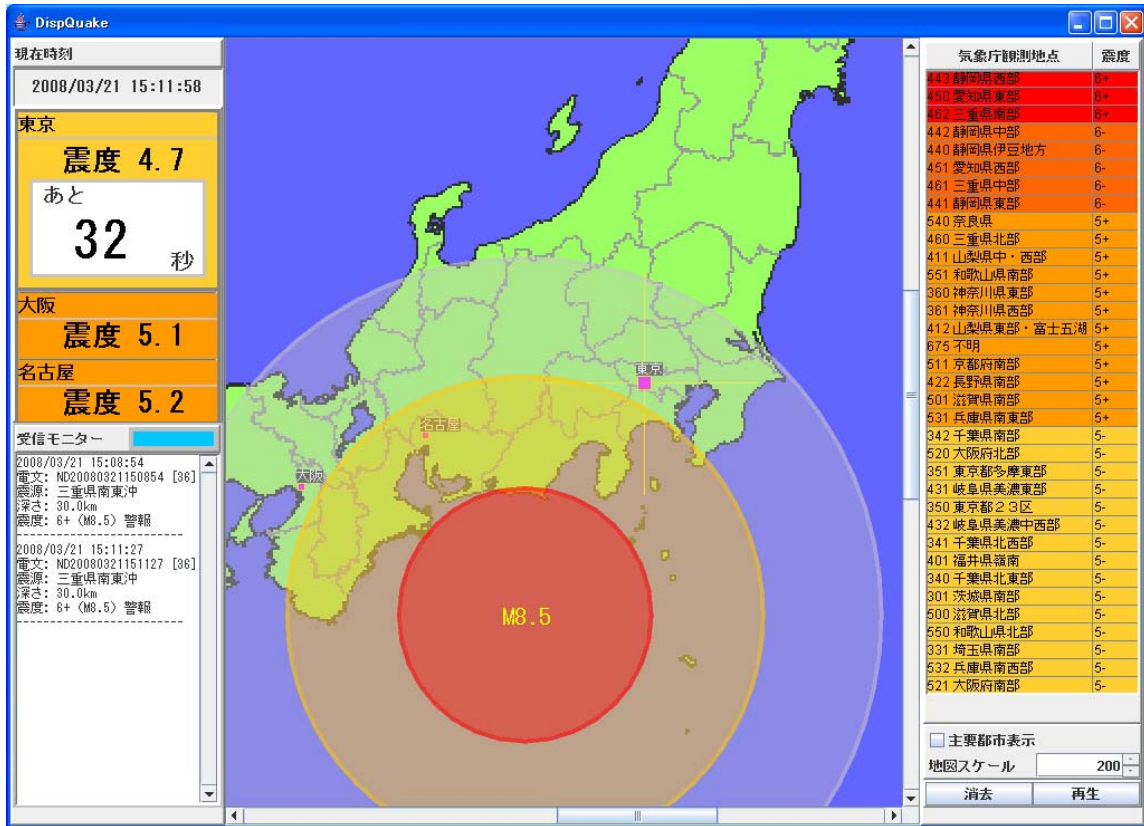 DispQuake
現在時刻
2008/03/21 15:11:58
東京
震度 4.7
あと
32
秒
大阪
震度 5.1
名古屋
震度 5.2
受信モニター
2008/03/21 15:08:54
電文: ND20080321150854 [36]
震源: 三重県南東沖
深さ: 30.0km
震度: 6+ (M8.5) 警報
-----------------------
2008/03/21 15:11:27
電文: ND20080321151127 [36]
震源: 三重県南東沖
深さ: 30.0km
震度: 6+ (M8.5) 警報
-----------------------
東京
名古屋
大阪
M8.5
気象庁観測地点 震度
443 静岡県西部 6+
450 愛知県東部 6+
462 三重県南部 6+
442 静岡県中部 6-
440 静岡県伊豆地方 6-
451 愛知県西部 6-
461 三重県中部 6-
441 静岡県東部 6-
540 奈良県 5+
460 三重県北部 5+
411 山梨県中・西部 5+
551 和歌山県南部 5+
360 神奈川県東部 5+
361 神奈川県西部 5+
412 山梨県東部・富士五湖 5+
675 不明 5+
511 京都府南部 5+
422 長野県南部 5+
501 滋賀県南部 5+
531 兵庫県南東部 5+
342 千葉県南部 5-
520 大阪府北部 5-
351 東京都多摩東部 5-
431 岐阜県美濃東部 5-
350 東京都23区 5-
432 岐阜県美濃中西部 5-
341 千葉県北西部 5-
401 福井県嶺南 5-
340 千葉県北東部 5-
301 茨城県南部 5-
500 滋賀県北部 5-
550 和歌山県北部 5-
331 埼玉県南部 5-
532 兵庫県南西部 5-
521 大阪府南部 5-
主要都市表示
地図スケール 200
消去 再生